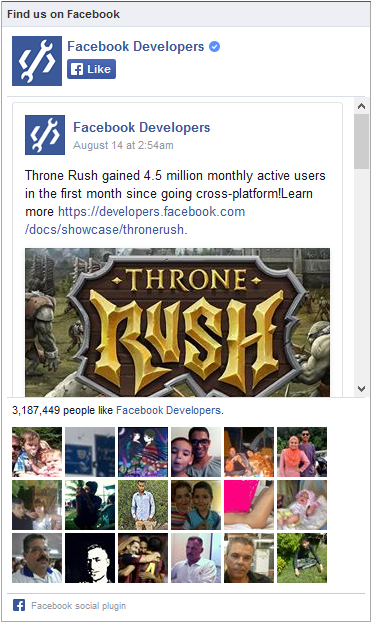 Find us on Facebook
Facebook Developers
Like
Facebook Developers
August 14 at 2:54am
Throne Rush gained 4.5 million monthly active users
in the first month since going cross-platform!Learn
more https://developers.facebook.com
/docs/showcase/thronerush.
THRONE
RUSH
3,187,449 people like Facebook Developers.
Facebook social plugin